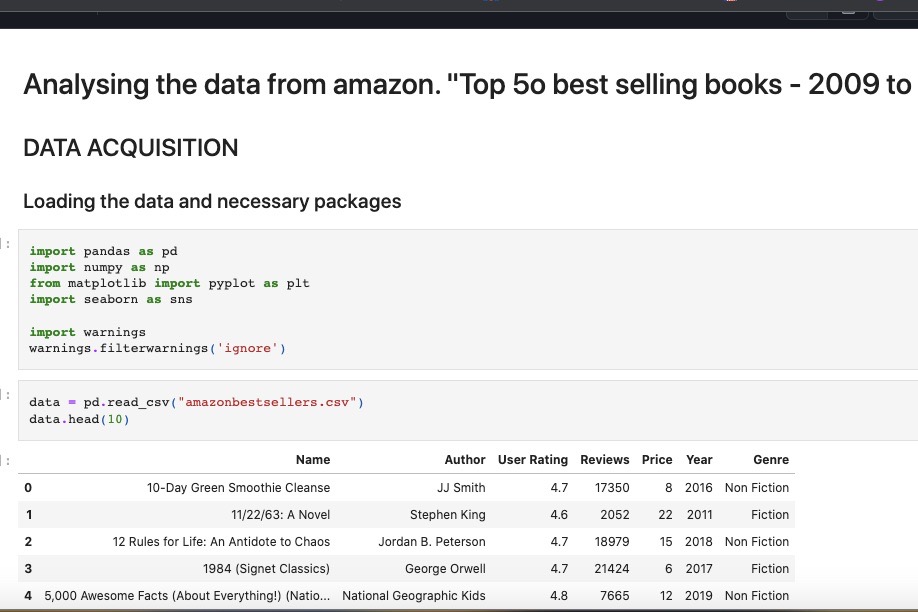 Analysing the data from amazon. "Top 5o best selling books - 2009 to
DATA ACQUISITION
Loading the data and necessary packages
]:
import pandas as pd
import numpy as np
from matplotlib import pyplot as plt
import seaborn as sns
import warnings
warnings.filterwarnings('ignore')
]:
data = pd.read_csv("amazonbestsellers.csv")
data.head(10)
]:
Name Author User Rating Reviews Price Year Genre
0 10-Day Green Smoothie Cleanse JJ Smith 4.7 17350 8 2016 Non Fiction
1 11/22/63: A Novel Stephen King 4.6 2052 22 2011 Fiction
2 12 Rules for Life: An Antidote to Chaos Jordan B. Peterson 4.7 18979 15 2018 Non Fiction
3 1984 (Signet Classics) George Orwell 4.7 21424 6 2017 Fiction
4 5,000 Awesome Facts (About Everything!) (Natio... National Geographic Kids 4.8 7665 12 2019 Non Fiction